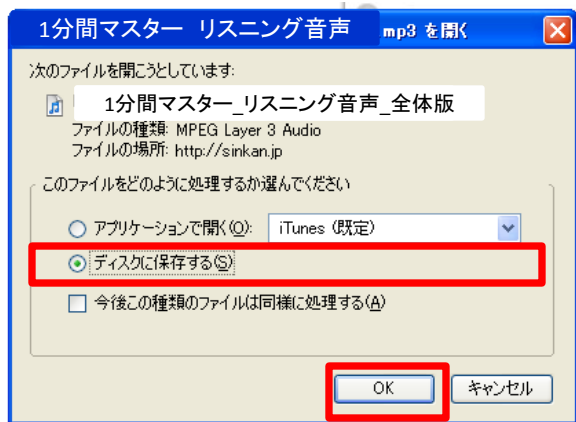 1分間マスター リスニング音声 mp3 を開く
次のファイルを開こうとしています:
1分間マスター_リスニング音声_全体版
ファイルの種類: MPEG Layer 3 Audio
ファイルの場所: http://sinkan.jp
このファイルをどのように処理するか選んでください
アプリケーションで開く(O): iTunes (既定)
ディスクに保存する(S)
今後この種類のファイルは同様に処理する(A)
OK キャンセル